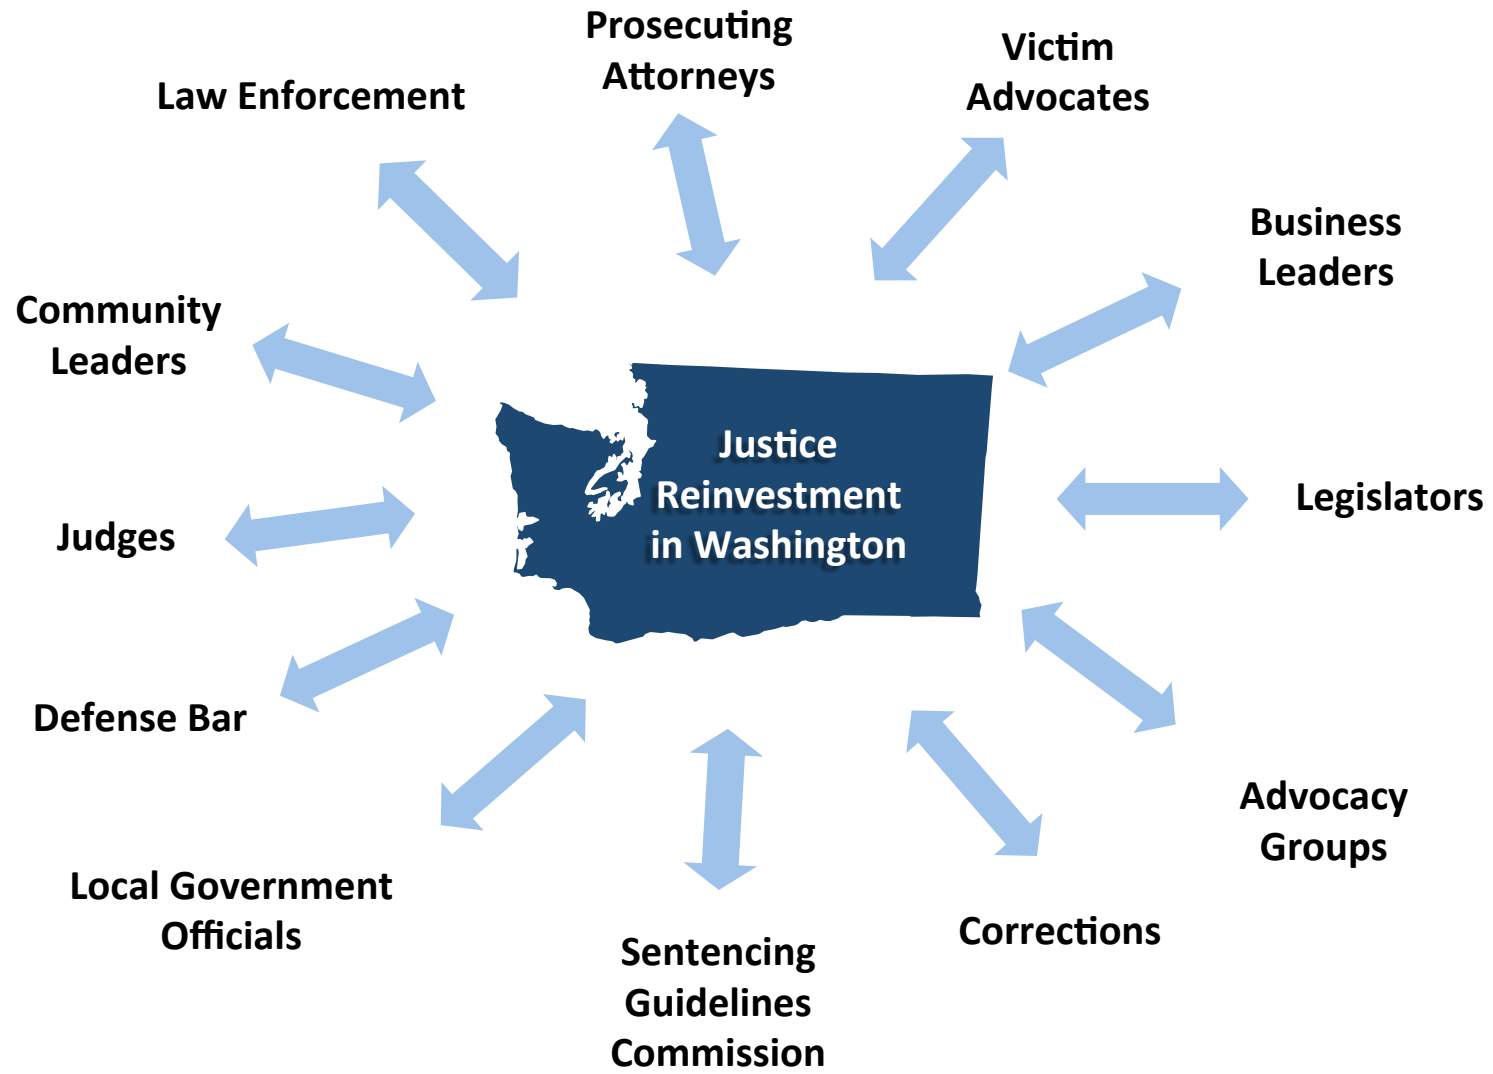 Prosecuting
Attorneys
Victim
Advocates
Law Enforcement
Business
Leaders
Community
Leaders
Justice
Reinvestment
in Washington
Legislators
Judges
Defense Bar
Advocacy
Groups
Local Government
Officials
Corrections
Sentencing
Guidelines
Commission